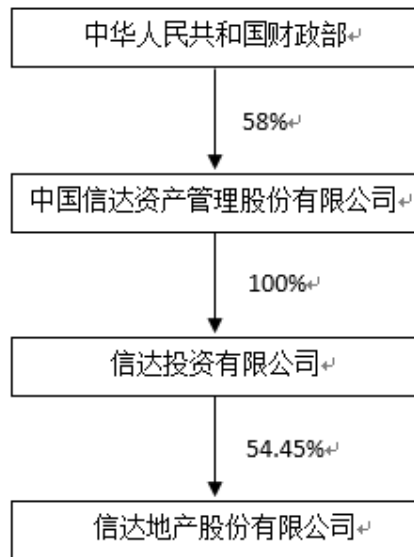 中华人民共和国财政部
58%
中国信达资产管理股份有限公司
100%
信达投资有限公司
54.45%
信达地产股份有限公司